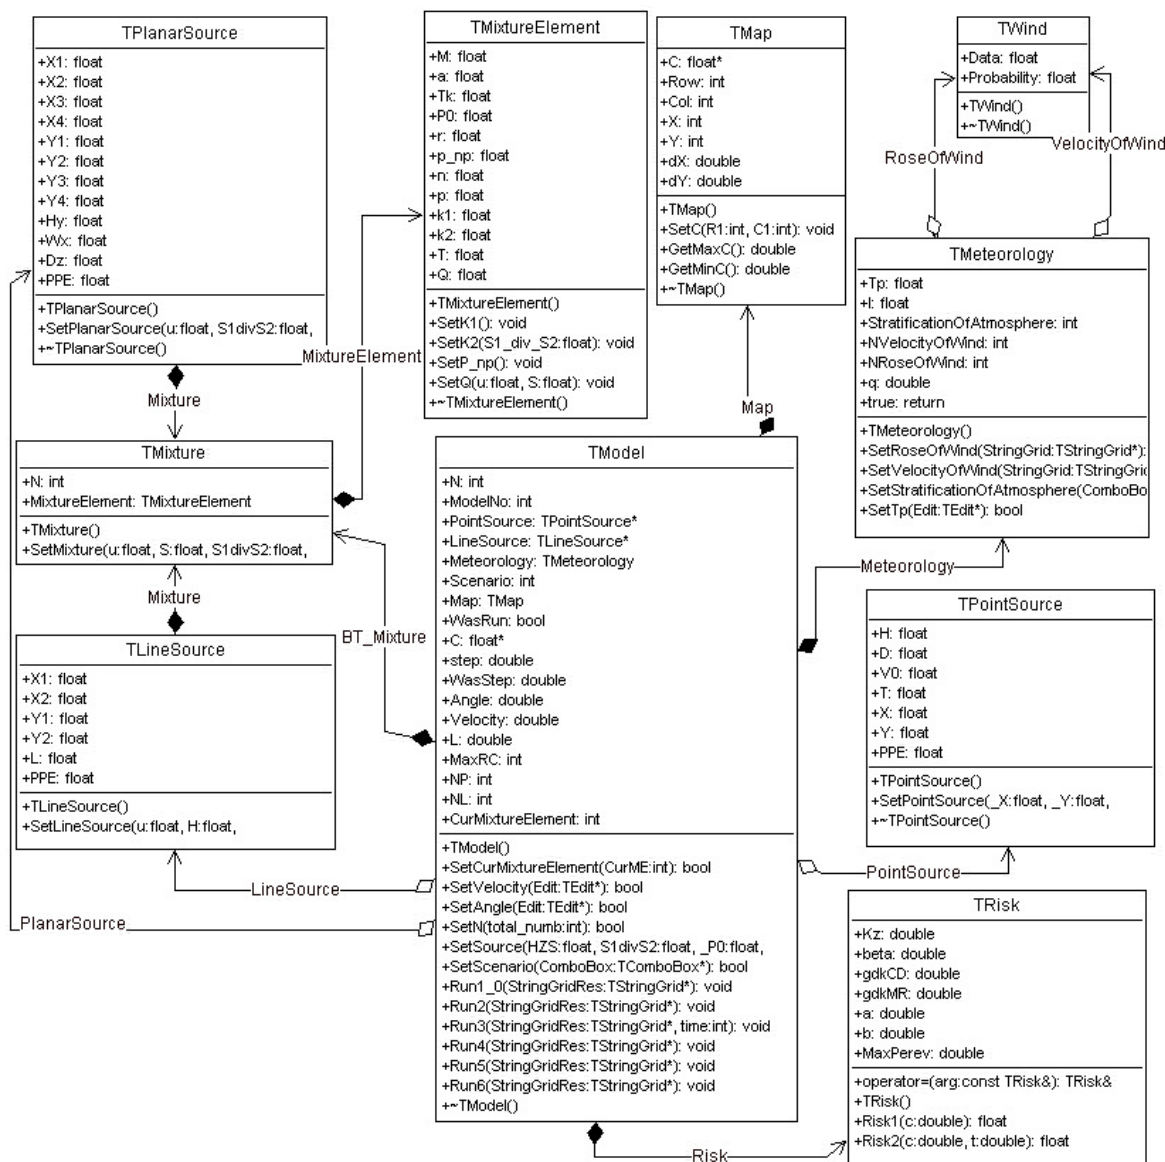 TPlanarSource
+X1: float
+X2: float
+X3: float
+X4: float
+Y1: float
+Y2: float
+Y3: float
+Y4: float
+Hy: float
+Wx: float
+Dz: float
+PPE: float
+TPlanarSource()
+SetPlanarSource(u:float, S1divS2:float,
+~TPlanarSource()
TMixtureElement
+M: float
+a: float
+Tk: float
+P0: float
+r: float
+p_np: float
+n: float
+p: float
+k1: float
+k2: float
+T: float
+Q: float
+TMixtureElement()
+SetK1(): void
+SetK2(S1_div_S2:float): void
+SetP_np(): void
+SetQ(u:float, S:float): void
+~TMixtureElement()
TMap
+C: float*
+Row: int
+Col: int
+X: int
+Y: int
+dX: double
+dY: double
+TMap()
+SetC(R1:int, C1:int): void
+GetMaxC(): double
+GetMinC(): double
+~TMap()
TWind
+Data: float
+Probability: float
+TWind()
+~TWind()
RoseOfWind
VelocityOfWind
TMeteorology
+Tp: float
+I: float
+StratificationOfAtmosphere: int
+NVelocityOfWind: int
+NRoseOfWind: int
+q: double
+true: return
+TMeteorology()
+SetRoseOfWind(StringGrid:TStringGrid*):
+SetVelocityOfWind(StringGrid:TStringGri
+SetStratificationOfAtmosphere(ComboBo
+SetTp(Edit:TEdit*): bool
MixtureElement
Mixture
Map
TMixture
+N: int
+MixtureElement: TMixtureElement
+TMixture()
+SetMixture(u:float, S:float, S1divS2:float,
Mixture
TLineSource
+X1: float
+X2: float
+Y1: float
+Y2: float
+L: float
+PPE: float
+TLineSource()
+SetLineSource(u:float, H:float,
BT_Mixture
LineSource
PlanarSource
TModel
+N: int
+ModelNo: int
+PointSource: TPointSource*
+LineSource: TLineSource*
+Meteorology: TMeteorology
+Scenario: int
+Map: TMap
+WasRun: bool
+C: float*
+step: double
+WasStep: double
+Angle: double
+Velocity: double
+L: double
+MaxRC: int
+NP: int
+NL: int
+CurMixtureElement: int
+TModel()
+SetCurMixtureElement(CurME:int): bool
+SetVelocity(Edit:TEdit*): bool
+SetAngle(Edit:TEdit*): bool
+SetN(total_numb:int): bool
+SetSource(HZS:float, S1divS2:float, _P0:float,
+SetScenario(ComboBox:TComboBox*): bool
+Run1_0(StringGridRes:TStringGrid*): void
+Run2(StringGridRes:TStringGrid*): void
+Run3(StringGridRes:TStringGrid*, time:int): void
+Run4(StringGridRes:TStringGrid*): void
+Run5(StringGridRes:TStringGrid*): void
+Run6(StringGridRes:TStringGrid*): void
+~TModel()
Meteorology
TPointSource
+H: float
+D: float
+V0: float
+T: float
+X: float
+Y: float
+PPE: float
+TPointSource()
+SetPointSource(_X:float, _Y:float,
+~TPointSource()
PointSource
TRisk
+Kz: double
+beta: double
+gdkCD: double
+gdkMR: double
+a: double
+b: double
+MaxPerev: double
+operator=(arg:const TRisk&): TRisk&
+TRisk()
+Risk1(c:double): float
+Risk2(c:double, t:double): float
Risk